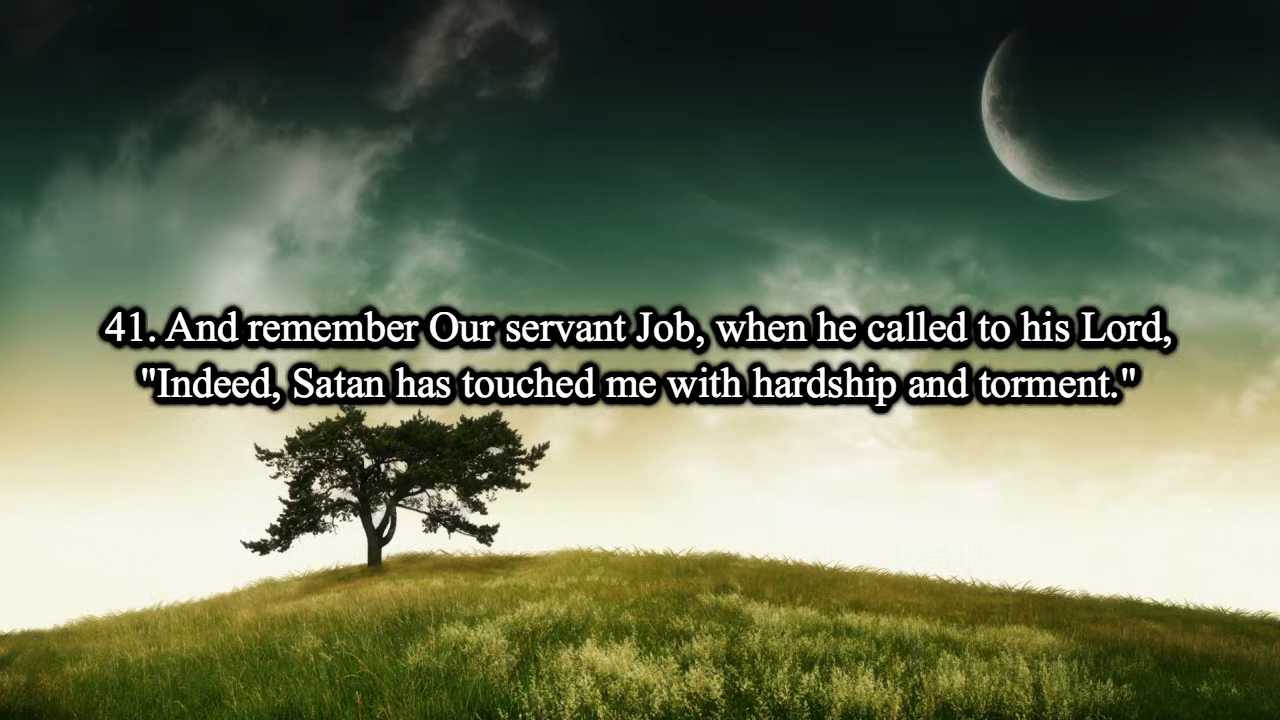 41. And remember Our servant Job, when he called to his Lord,
"Indeed, Satan has touched me with hardship and torment."